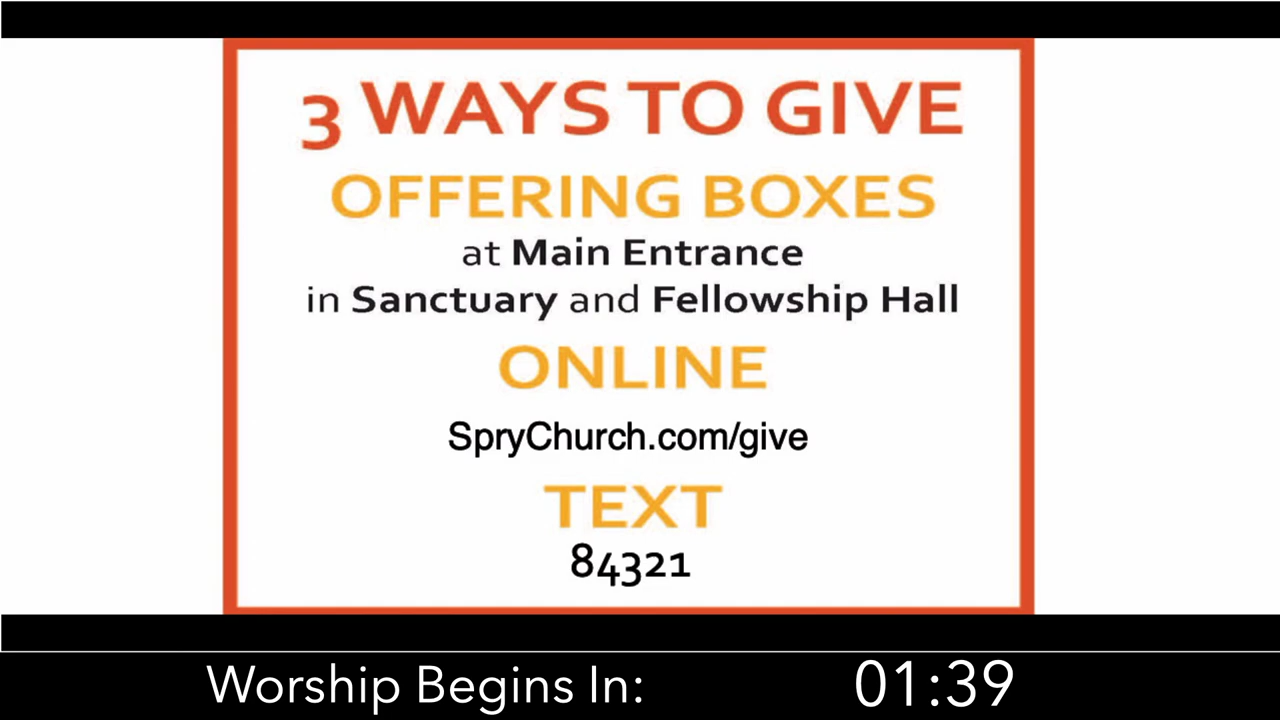 3 WAYS TO GIVE
OFFERING BOXES
at Main Entrance
in Sanctuary and Fellowship Hall
ONLINE
SpryChurch.com/give
TEXT
84321
Worship Begins In: 01:39